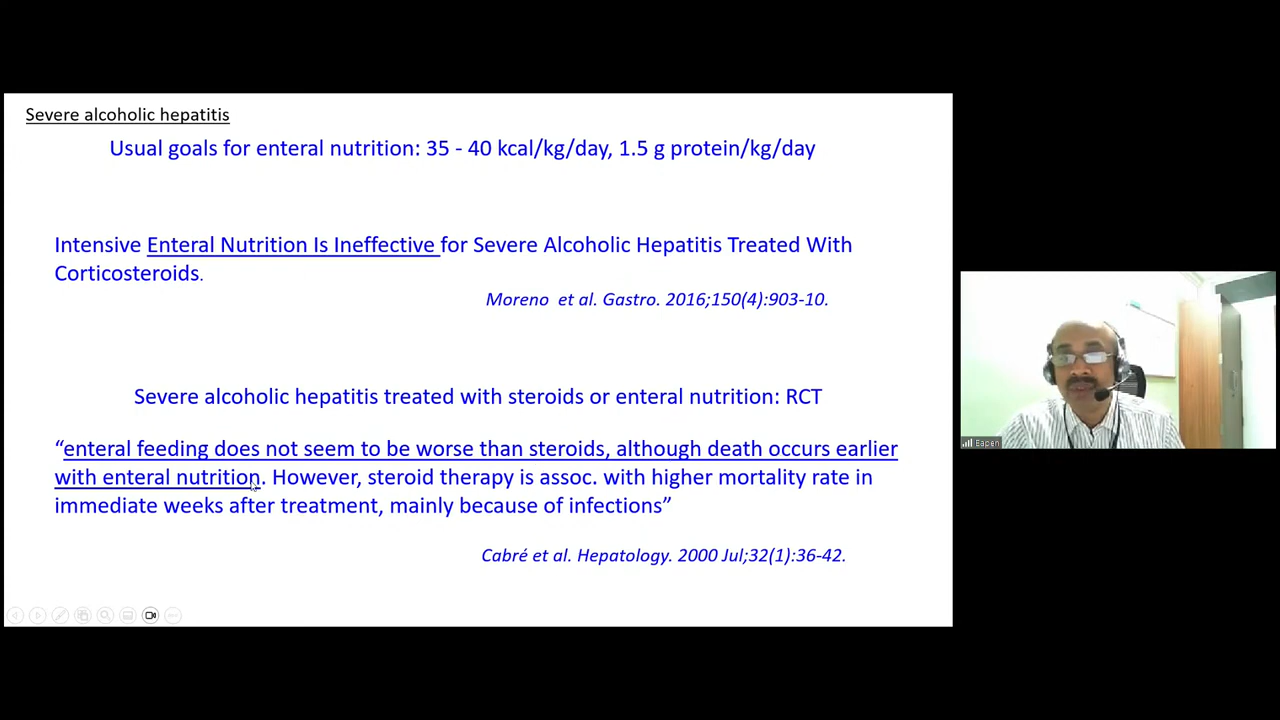 Severe alcoholic hepatitis
Usual goals for enteral nutrition: 35 - 40 kcal/kg/day, 1.5 g protein/kg/day
Intensive Enteral Nutrition Is Ineffective for Severe Alcoholic Hepatitis Treated With
Corticosteroids.
Moreno et al. Gastro. 2016;150(4):903-10.
Severe alcoholic hepatitis treated with steroids or enteral nutrition: RCT
“enteral feeding does not seem to be worse than steroids, although death occurs earlier
with enteral nutrition. However, steroid therapy is assoc. with higher mortality rate in
immediate weeks after treatment, mainly because of infections”
Cabré et al. Hepatology. 2000 Jul;32(1):36-42.
Eapen